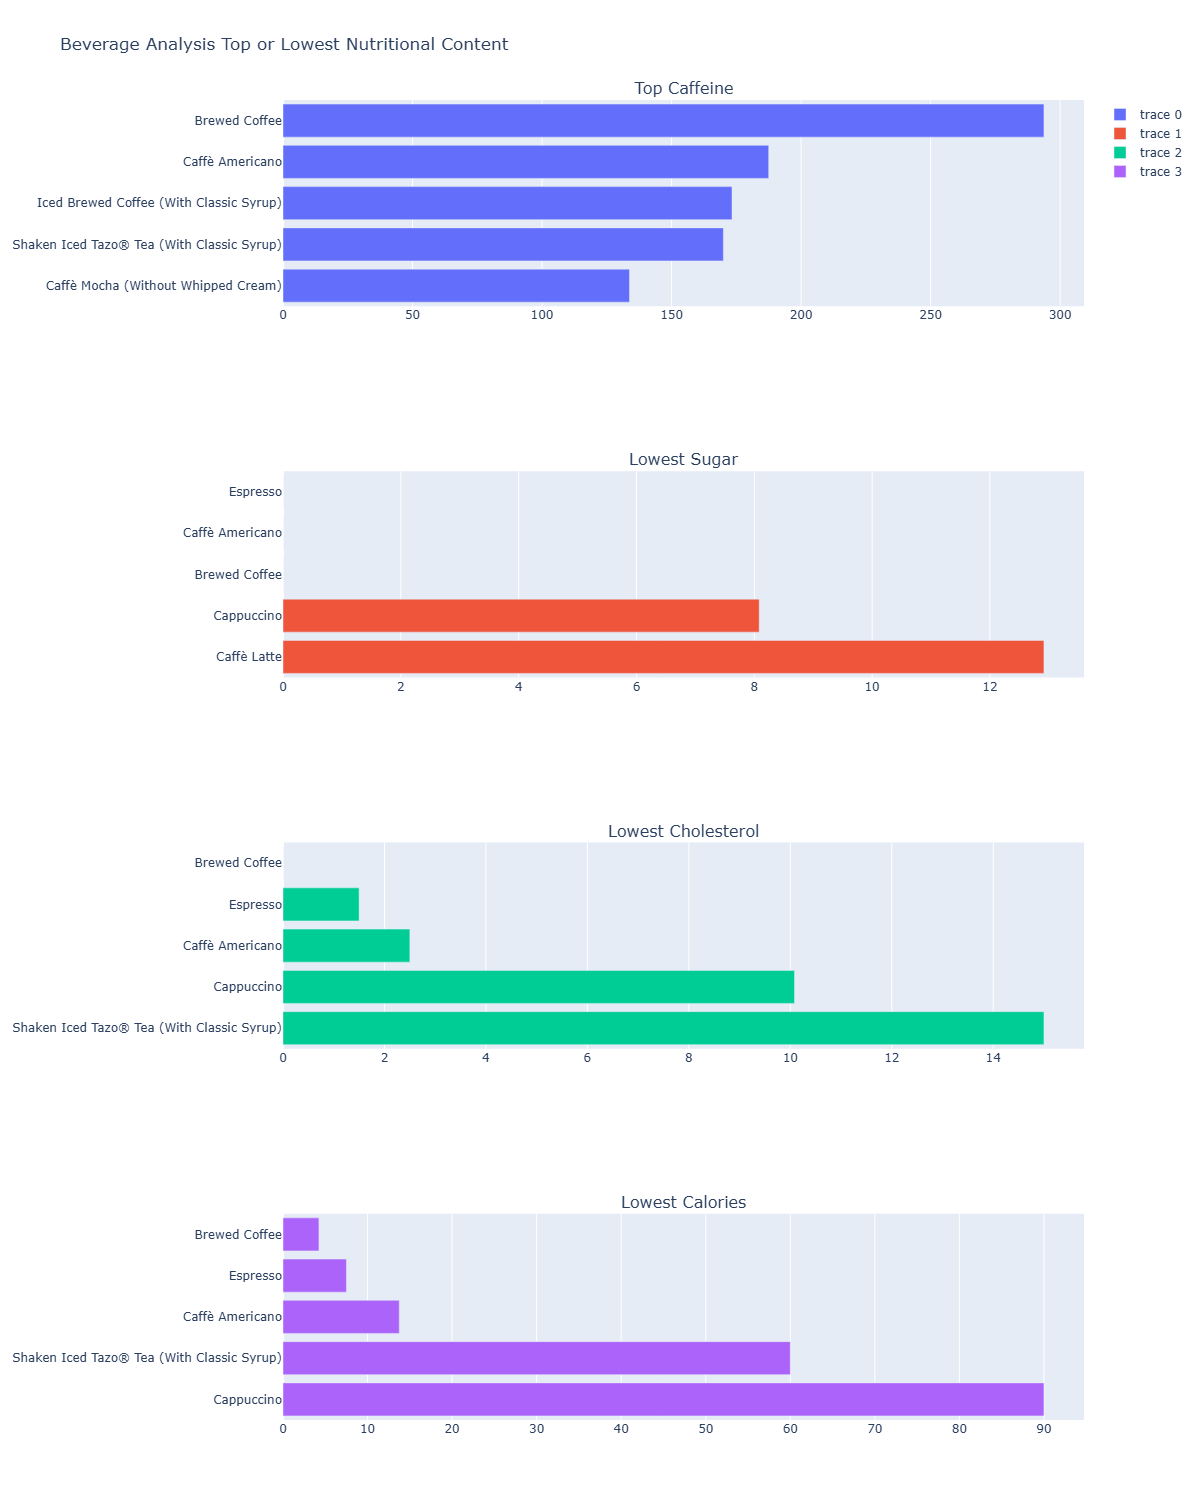 Beverage Analysis Top or Lowest Nutritional Content
Top Caffeine
trace 0
trace 1
trace 2
trace 3
Brewed Coffee
Caffè Americano
Iced Brewed Coffee (With Classic Syrup)
Shaken Iced Tazo® Tea (With Classic Syrup)
Caffè Mocha (Without Whipped Cream)
0 50 100 150 200 250 300
Lowest Sugar
Espresso
Caffè Americano
Brewed Coffee
Cappuccino
Caffè Latte
0 2 4 6 8 10 12
Lowest Cholesterol
Brewed Coffee
Espresso
Caffè Americano
Cappuccino
Shaken Iced Tazo® Tea (With Classic Syrup)
0 2 4 6 8 10 12 14
Lowest Calories
Brewed Coffee
Espresso
Caffè Americano
Shaken Iced Tazo® Tea (With Classic Syrup)
Cappuccino
0 10 20 30 40 50 60 70 80 90